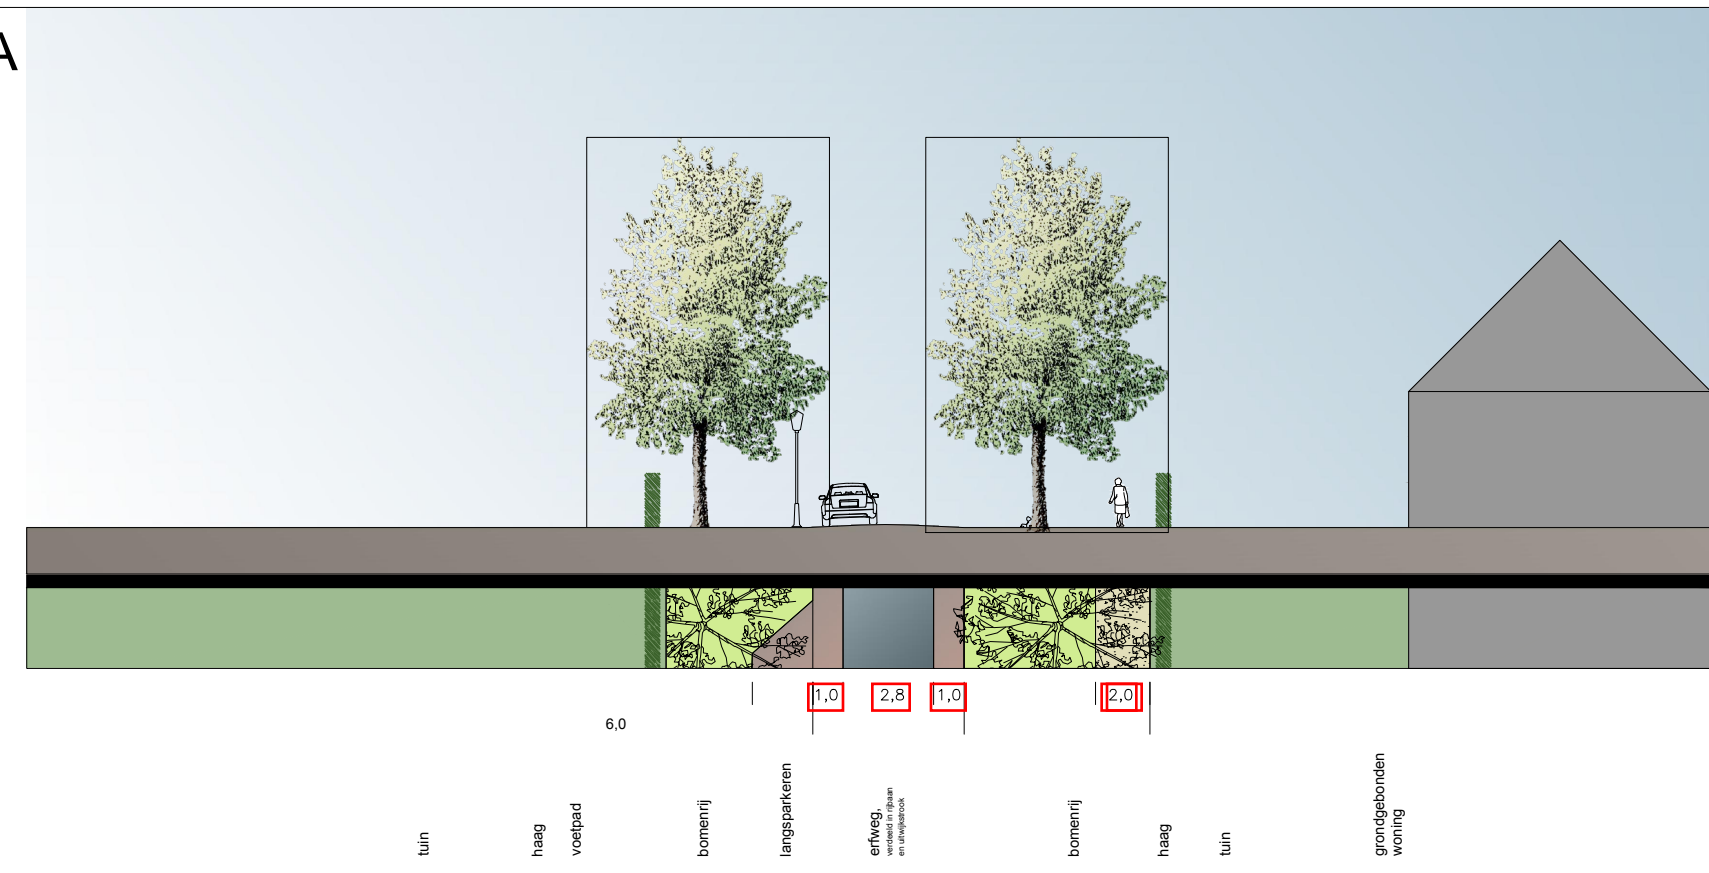 A
1,0
2,8
1,0
2,0
6,0
tuin
haag
voetpad
bomenrij
langsparkeren
erfweg,
verdeeld in rijbaan
en uitwijkstrook
bomenrij
haag
tuin
grondgebonden
woning